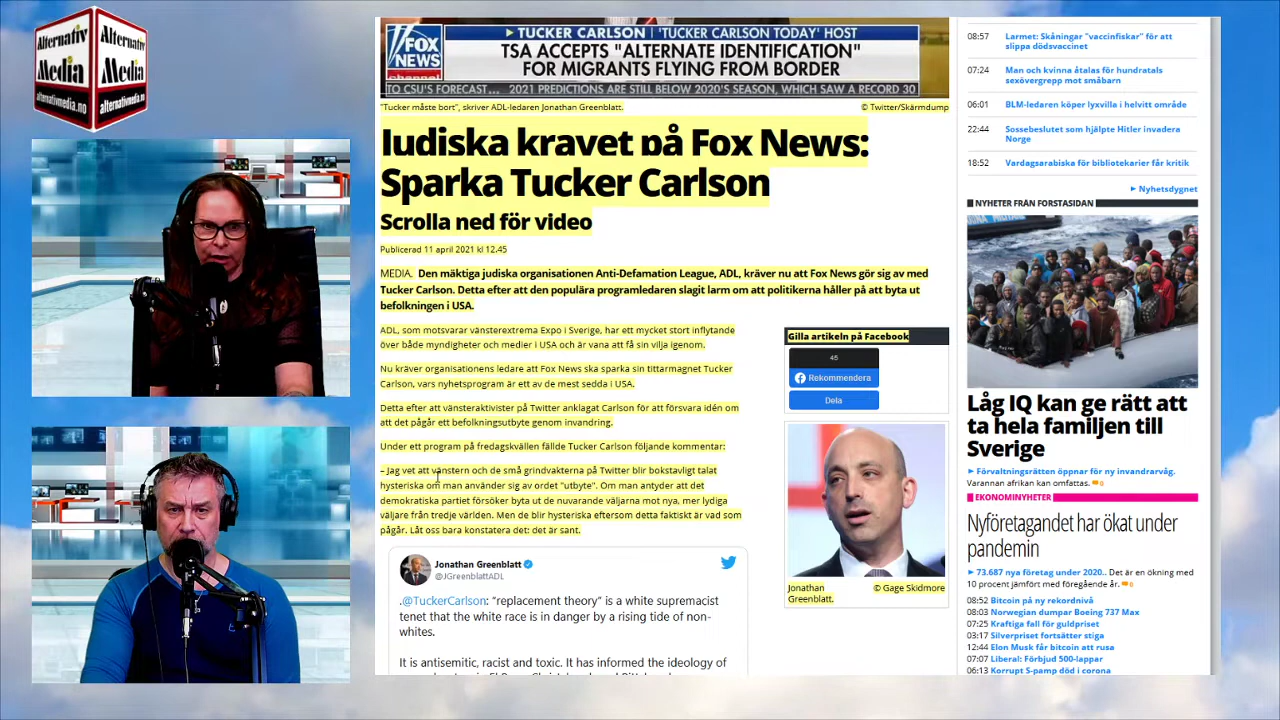 Alternativ
Media
alternativmedia.no
Alternativ
Media
alternativmedia.no
FOX
NEWS
channel
TUCKER CARLSON | 'TUCKER CARLSON TODAY' HOST
TSA ACCEPTS "ALTERNATE IDENTIFICATION"
FOR MIGRANTS FLYING FROM BORDER
TO CSU'S FORECAST... 2021 PREDICTIONS ARE STILL BELOW 2020'S SEASON, WHICH SAW A RECORD 30
"Tucker måste bort", skriver ADL-ledaren Jonathan Greenblatt.
© Twitter/Skärmdump
Judiska kravet på Fox News:
Sparka Tucker Carlson
Scrolla ned för video
Publicerad 11 april 2021 kl 12.45
MEDIA. Den mäktiga judiska organisationen Anti-Defamation League, ADL, kräver nu att Fox News gör sig av med
Tucker Carlson. Detta efter att den populära programledaren slagit larm om att politikerna håller på att byta ut
befolkningen i USA.
ADL, som motsvarar vänsterextrema Expo i Sverige, har ett mycket stort inflytande
över både myndigheter och medier i USA och är vana att få sin vilja igenom.
Nu kräver organisationens ledare att Fox News ska sparka sin tittarmagnet Tucker
Carlson, vars nyhetsprogram är ett av de mest sedda i USA.
Detta efter att vänsteraktivister på Twitter anklagat Carlson för att försvara idén om
att det pågår ett befolkningsutbyte genom invandring.
Under ett program på fredagskvällen fällde Tucker Carlson följande kommentar:
– Jag vet att vänstern och de små grindvakterna på Twitter blir bokstavligt talat
hysteriska om man använder sig av ordet "utbyte". Om man antyder att det
demokratiska partiet försöker byta ut de nuvarande väljarna mot nya, mer lydiga
väljare från tredje världen. Men de blir hysteriska eftersom detta faktiskt är vad som
pågår. Låt oss bara konstatera det: det är sant.
Jonathan Greenblatt
@JGreenblattADL
.@TuckerCarlson: "replacement theory" is a white supremacist
tenet that the white race is in danger by a rising tide of non-
whites.
It is antisemitic, racist and toxic. It has informed the ideology of
Gilla artikeln på Facebook
46
Rekommendera
Dela
Jonathan
Greenblatt.
© Gage Skidmore
08:57 Larmet: Skåningar "vaccinfiskar" för att
slippa dödsvaccinet
07:24 Man och kvinna åtalas för hundratals
sexövergrepp mot småbarn
06:01 BLM-ledaren köper lyxvilla i helvitt område
22:44 Sossebeslutet som hjälpte Hitler invadera
Norge
18:52 Vardagsarabiska för bibliotekarier får kritik
Nyhetsdygnet
NYHETER FRÅN FÖRSTASIDAN
Låg IQ kan ge rätt att
ta hela familjen till
Sverige
Förvaltningsrätten öppnar för ny invandrarvåg.
Varannan afrikan kan omfattas. 0
EKONOMINYHETER
Nyföretagandet har ökat under
pandemin
73.687 nya företag under 2020.. Det är en ökning med
10 procent jämfört med föregående år. 0
08:52 Bitcoin på ny rekordnivå
08:03 Norwegian dumpar Boeing 737 Max
07:25 Kraftiga fall för guldpriset
03:17 Silverpriset fortsätter stiga
12:44 Elon Musk får bitcoin att rusa
07:07 Liberal: Förbjud 500-lappar
06:13 Korrupt S-pamp död i corona